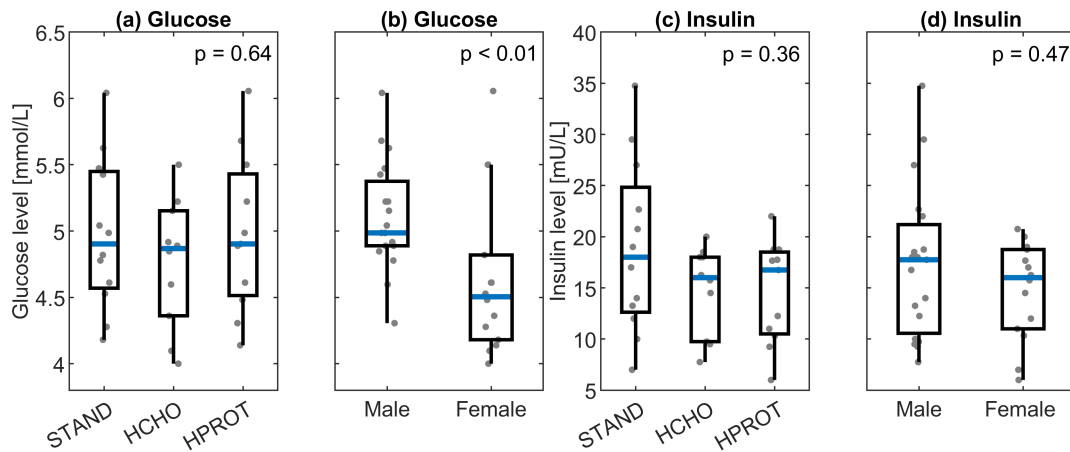 (a) Glucose
(b) Glucose
(c) Insulin
(d) Insulin
p = 0.64
p < 0.01
p = 0.36
p = 0.47
Glucose level [mmol/L]
6.5
6
5.5
5
4.5
4
Insulin level [mU/L]
40
35
30
25
20
15
10
5
STAND
HCHO
HPROT
Male
Female
STAND
HCHO
HPROT
Male
Female